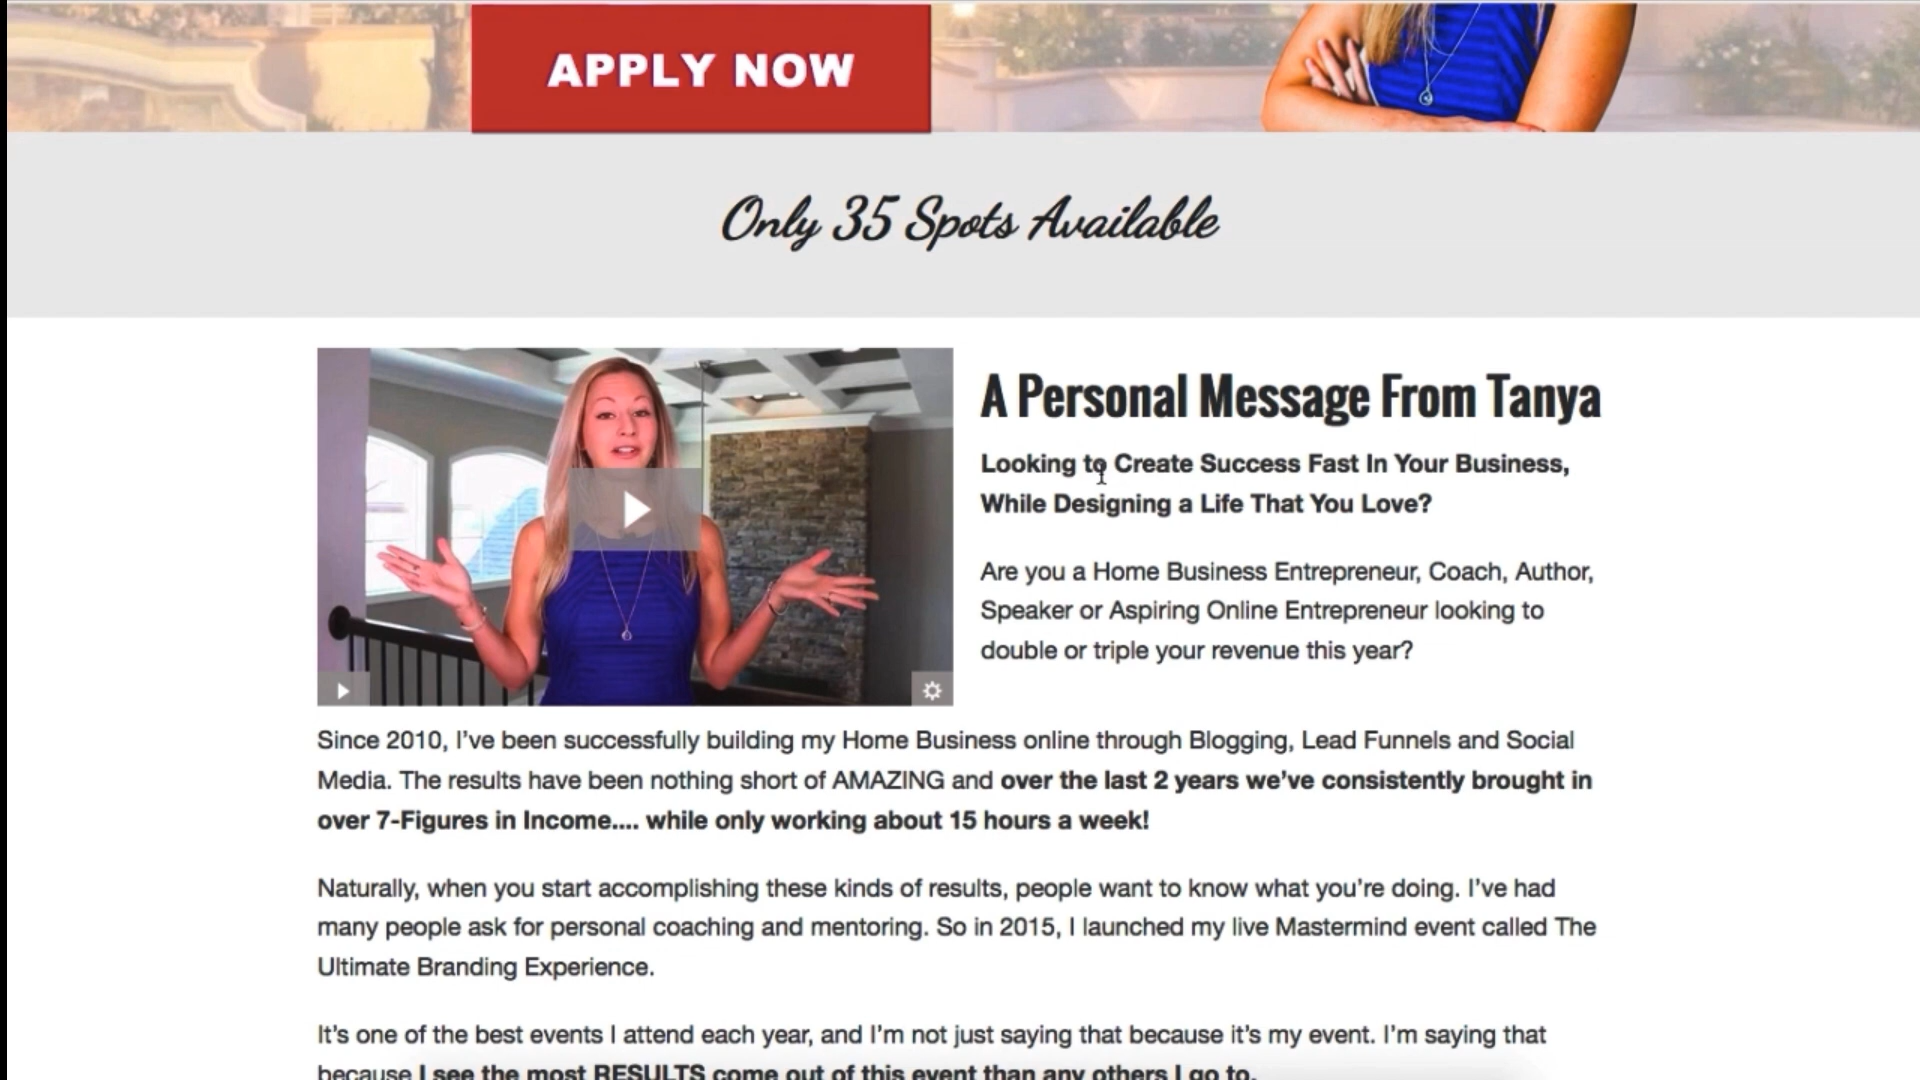 APPLY NOW
Only 35 Spots Available
A Personal Message From Tanya
Looking to Create Success Fast In Your Business,
While Designing a Life That You Love?
Are you a Home Business Entrepreneur, Coach, Author,
Speaker or Aspiring Online Entrepreneur looking to
double or triple your revenue this year?
Since 2010, I've been successfully building my Home Business online through Blogging, Lead Funnels and Social
Media. The results have been nothing short of AMAZING and over the last 2 years we've consistently brought in
over 7-Figures in Income.... while only working about 15 hours a week!
Naturally, when you start accomplishing these kinds of results, people want to know what you're doing. I've had
many people ask for personal coaching and mentoring. So in 2015, I launched my live Mastermind event called The
Ultimate Branding Experience.
It's one of the best events I attend each year, and I'm not just saying that because it's my event. I'm saying that
because I see the most RESULTS come out of this event than any others I go to.